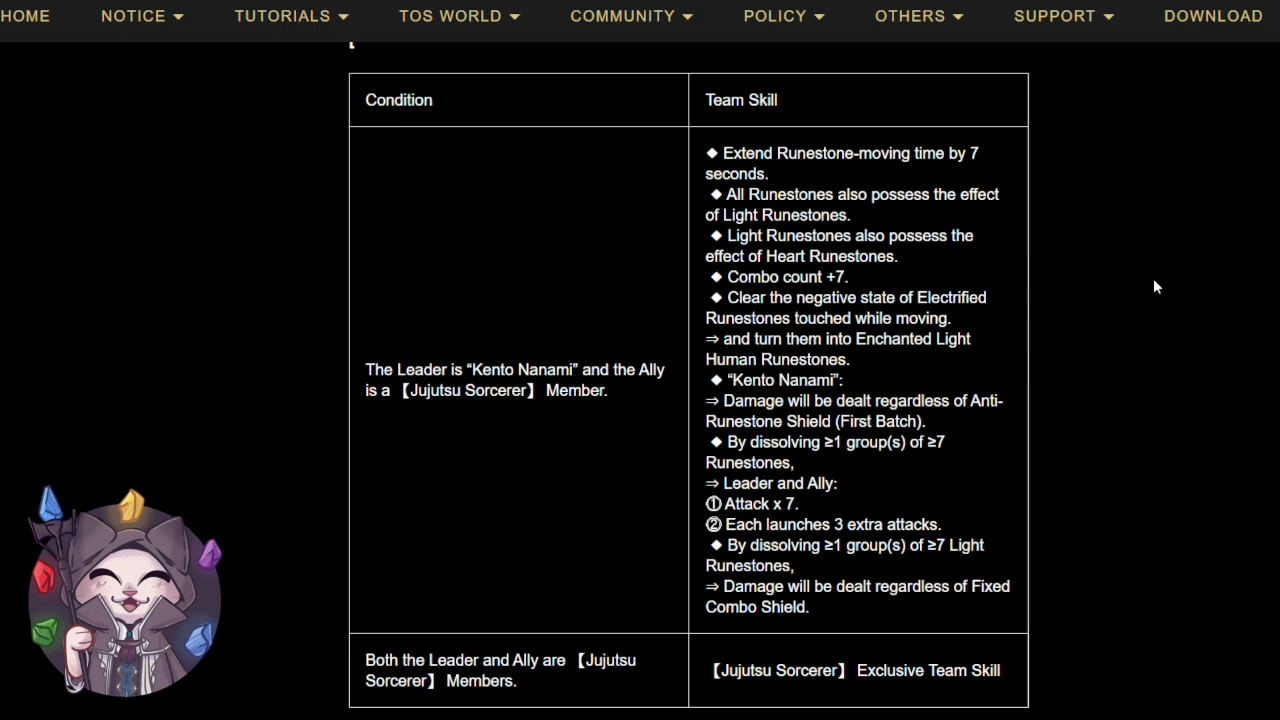 HOME NOTICE TUTORIALS TOS WORLD COMMUNITY POLICY OTHERS SUPPORT DOWNLOAD
Condition
Team Skill
The Leader is “Kento Nanami” and the Ally
is a 【Jujutsu Sorcerer】 Member.
◆ Extend Runestone-moving time by 7
seconds.
◆ All Runestones also possess the effect
of Light Runestones.
◆ Light Runestones also possess the
effect of Heart Runestones.
◆ Combo count +7.
◆ Clear the negative state of Electrified
Runestones touched while moving.
⇒ and turn them into Enchanted Light
Human Runestones.
◆ “Kento Nanami”:
⇒ Damage will be dealt regardless of Anti-
Runestone Shield (First Batch).
◆ By dissolving ≥1 group(s) of ≥7
Runestones,
⇒ Leader and Ally:
① Attack x 7.
② Each launches 3 extra attacks.
◆ By dissolving ≥1 group(s) of ≥7 Light
Runestones,
⇒ Damage will be dealt regardless of Fixed
Combo Shield.
Both the Leader and Ally are 【Jujutsu
Sorcerer】 Members.
【Jujutsu Sorcerer】 Exclusive Team Skill